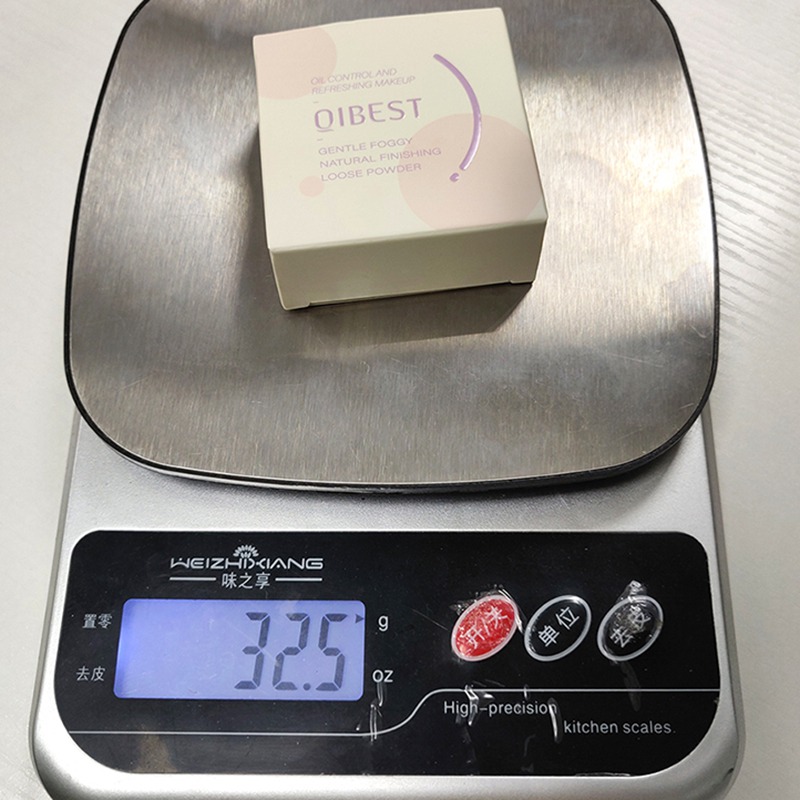 OIL CONTROL AND
REFRESHING MAKEUP
QIBEST
GENTLE FOGGY
NATURAL FINISHING
LOOSE POWDER
WEIZHIXIANG
味之享
置零
去皮
32.5
g
oz
开/关
单位
去皮
High-precision
kitchen scales